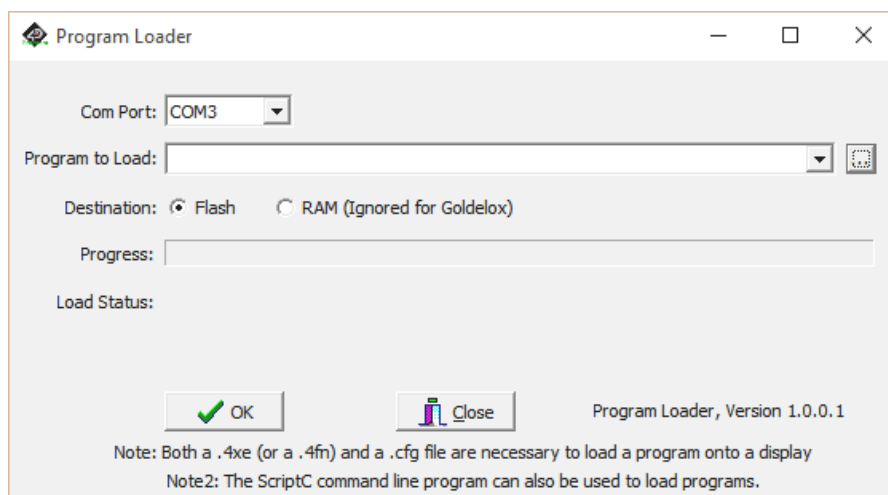 Program Loader
Com Port: COM3
Program to Load:
Destination: Flash RAM (Ignored for Goldelox)
Progress:
Load Status:
OK Close Program Loader, Version 1.0.0.1
Note: Both a .4xe (or a .4fn) and a .cfg file are necessary to load a program onto a display
Note2: The ScriptC command line program can also be used to load programs.